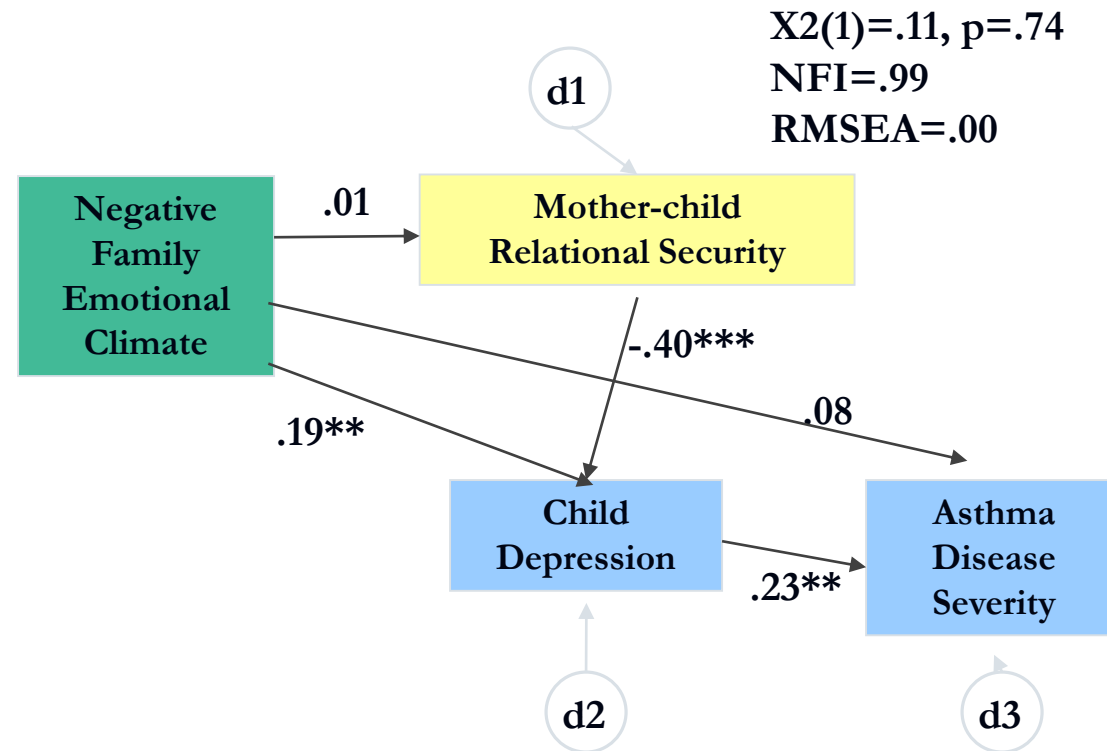 X2(1)=.11, p=.74
NFI=.99
RMSEA=.00
d1
Negative
Family
Emotional
Climate
.01
Mother-child
Relational Security
-.40***
.08
.19**
Child
Depression
.23**
Asthma
Disease
Severity
d2
d3